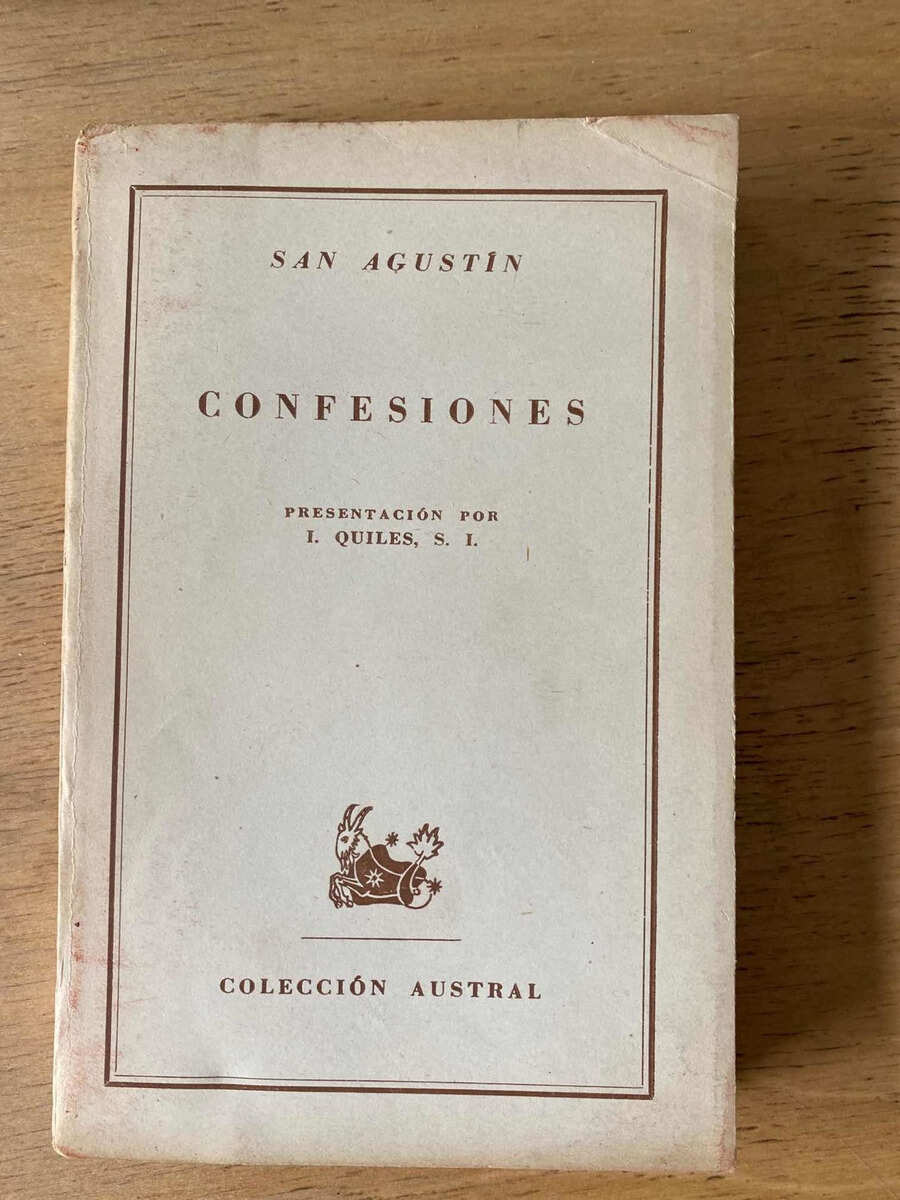 SAN AGUSTÍN
CONFESIONES
PRESENTACIÓN POR
I. QUILES, S. I.
COLECCIÓN AUSTRAL